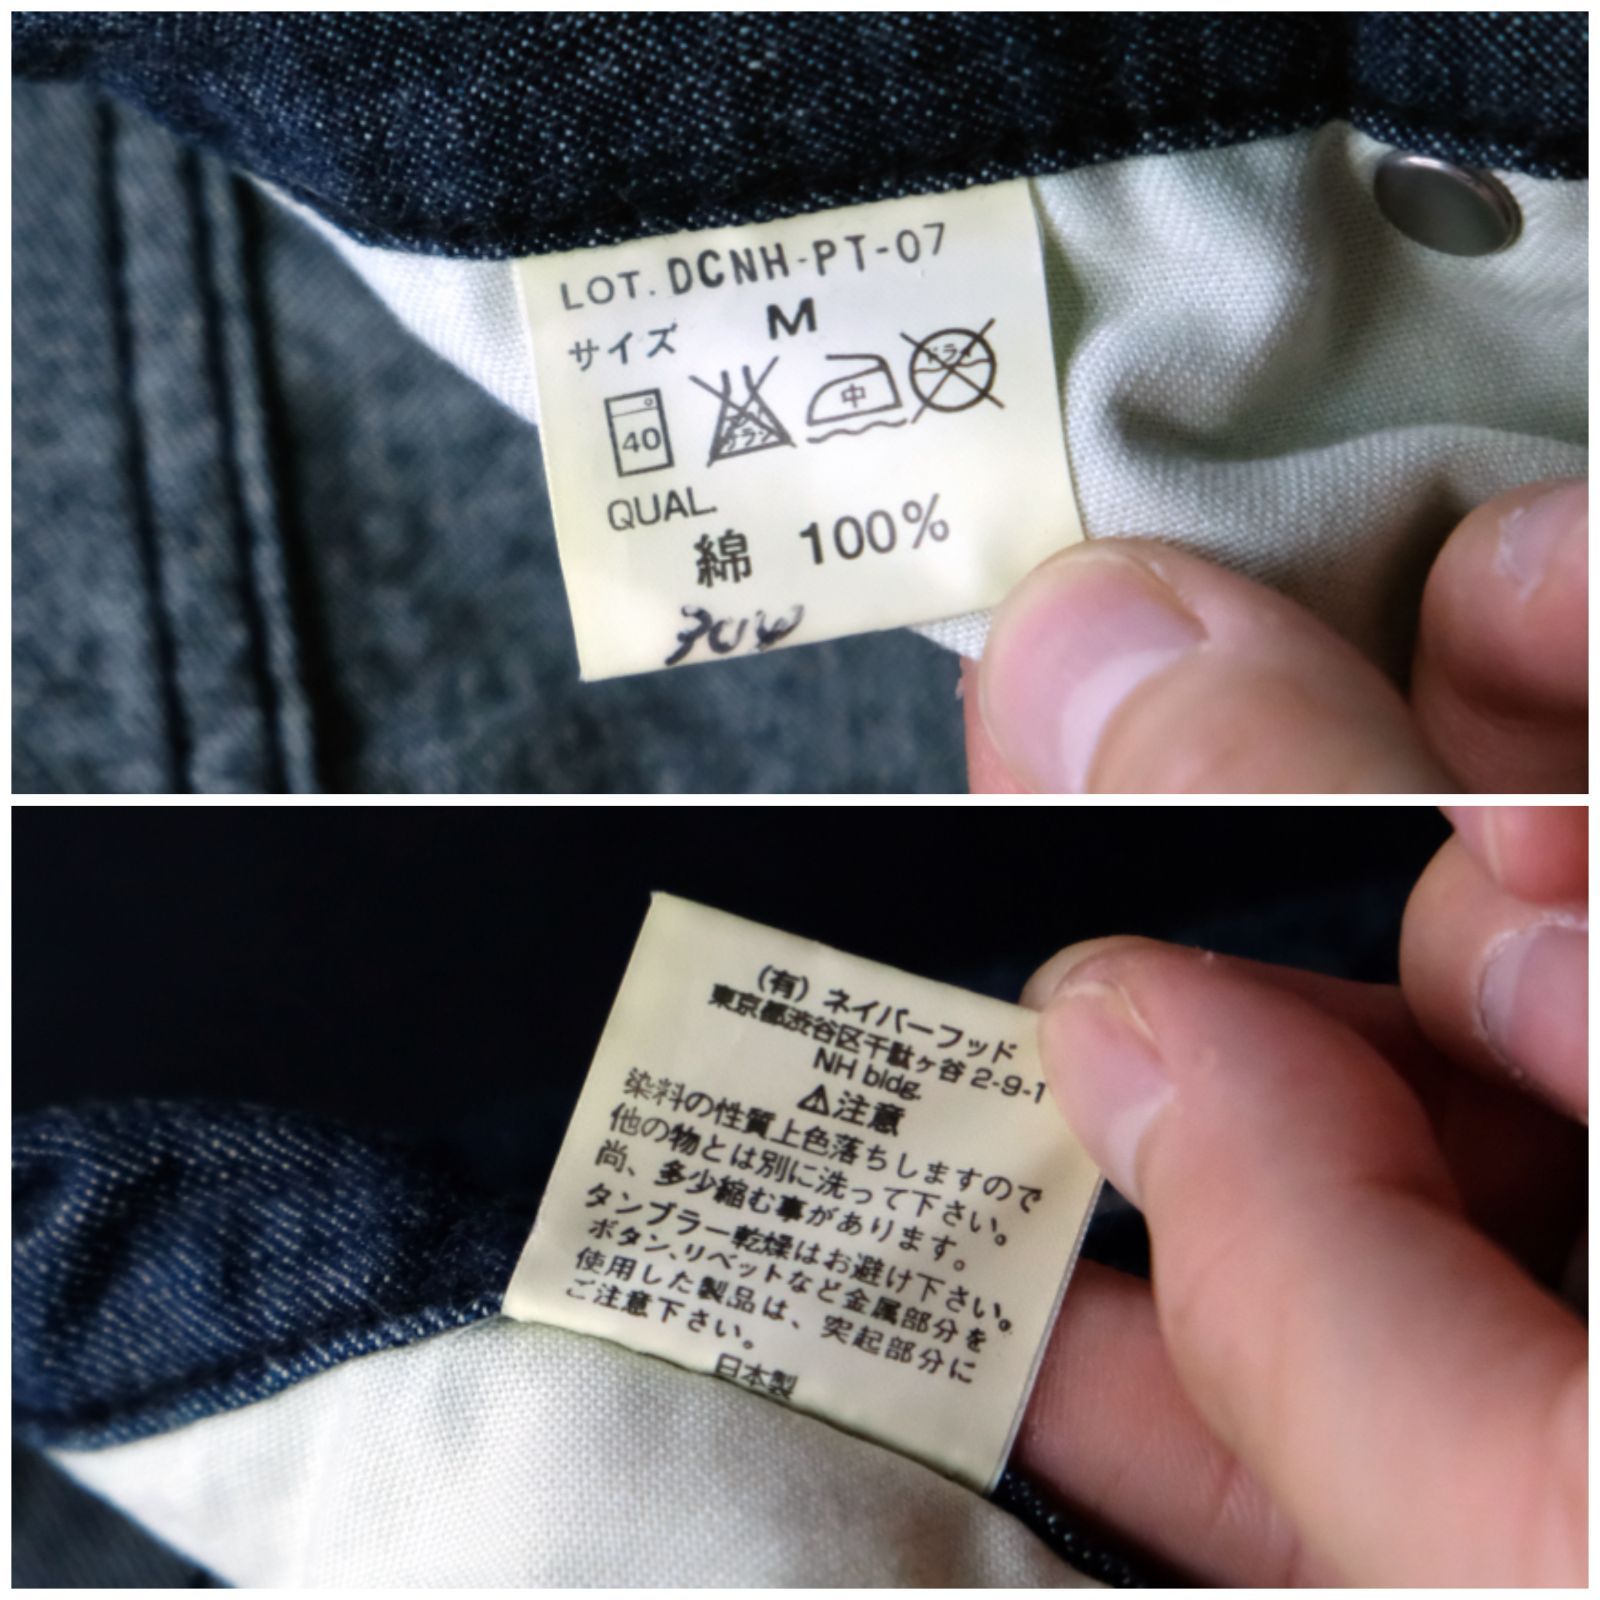 LOT. DCNH-PT-07
サイズ M
40 中 ドライ
QUAL.
綿 100%
(有) ネイバーフッド
東京都渋谷区千駄ヶ谷 2-9-1
NH bldg.
⚠注意
染料の性質上色落ちしますので
他の物とは別に洗って下さい。
尚、多少縮む事があります。
タンブラー乾燥はお避け下さい。
ボタン、リベットなど金属部分を
使用した製品は、突起部分に
ご注意下さい。
日本製